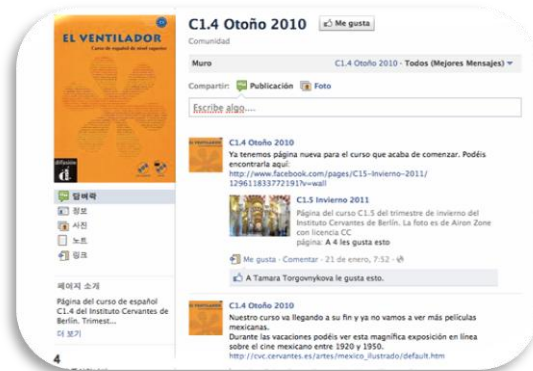 EL VENTILADOR
Curso de español de nivel superior
difusión
담벼락
정보
사진
노트
링크
페이지 소개
Página del curso de español
C1.4 del Instituto Cervantes de
Berlín. Trimest...
더 보기
4
C1.4 Otoño 2010
Me gusta
Comunidad
Muro
C1.4 Otoño 2010 · Todos (Mejores Mensajes)
Compartir:
Publicación
Foto
Escribe algo....
C1.4 Otoño 2010
Ya tenemos página nueva para el curso que acaba de comenzar. Podéis
encontrarla aquí:
http://www.facebook.com/pages/C15-Invierno-2011/
129611833772191?v=wall
C1.5 Invierno 2011
Página del curso C1.5 del trimestre de invierno del
Instituto Cervantes de Berlín. La foto es de Airon Zone
con licencia CC
página: A 4 les gusta esto
Me gusta · Comentar · 21 de enero, 7:52 ·
A Tamara Torgovnykova le gusta esto.
C1.4 Otoño 2010
Nuestro curso va llegando a su fin y ya no vamos a ver más películas
mexicanas.
Durante las vacaciones podéis ver esta magnífica exposición en línea
sobre el cine mexicano entre 1920 y 1950.
http://cvc.cervantes.es/artes/mexico_ilustrado/default.htm